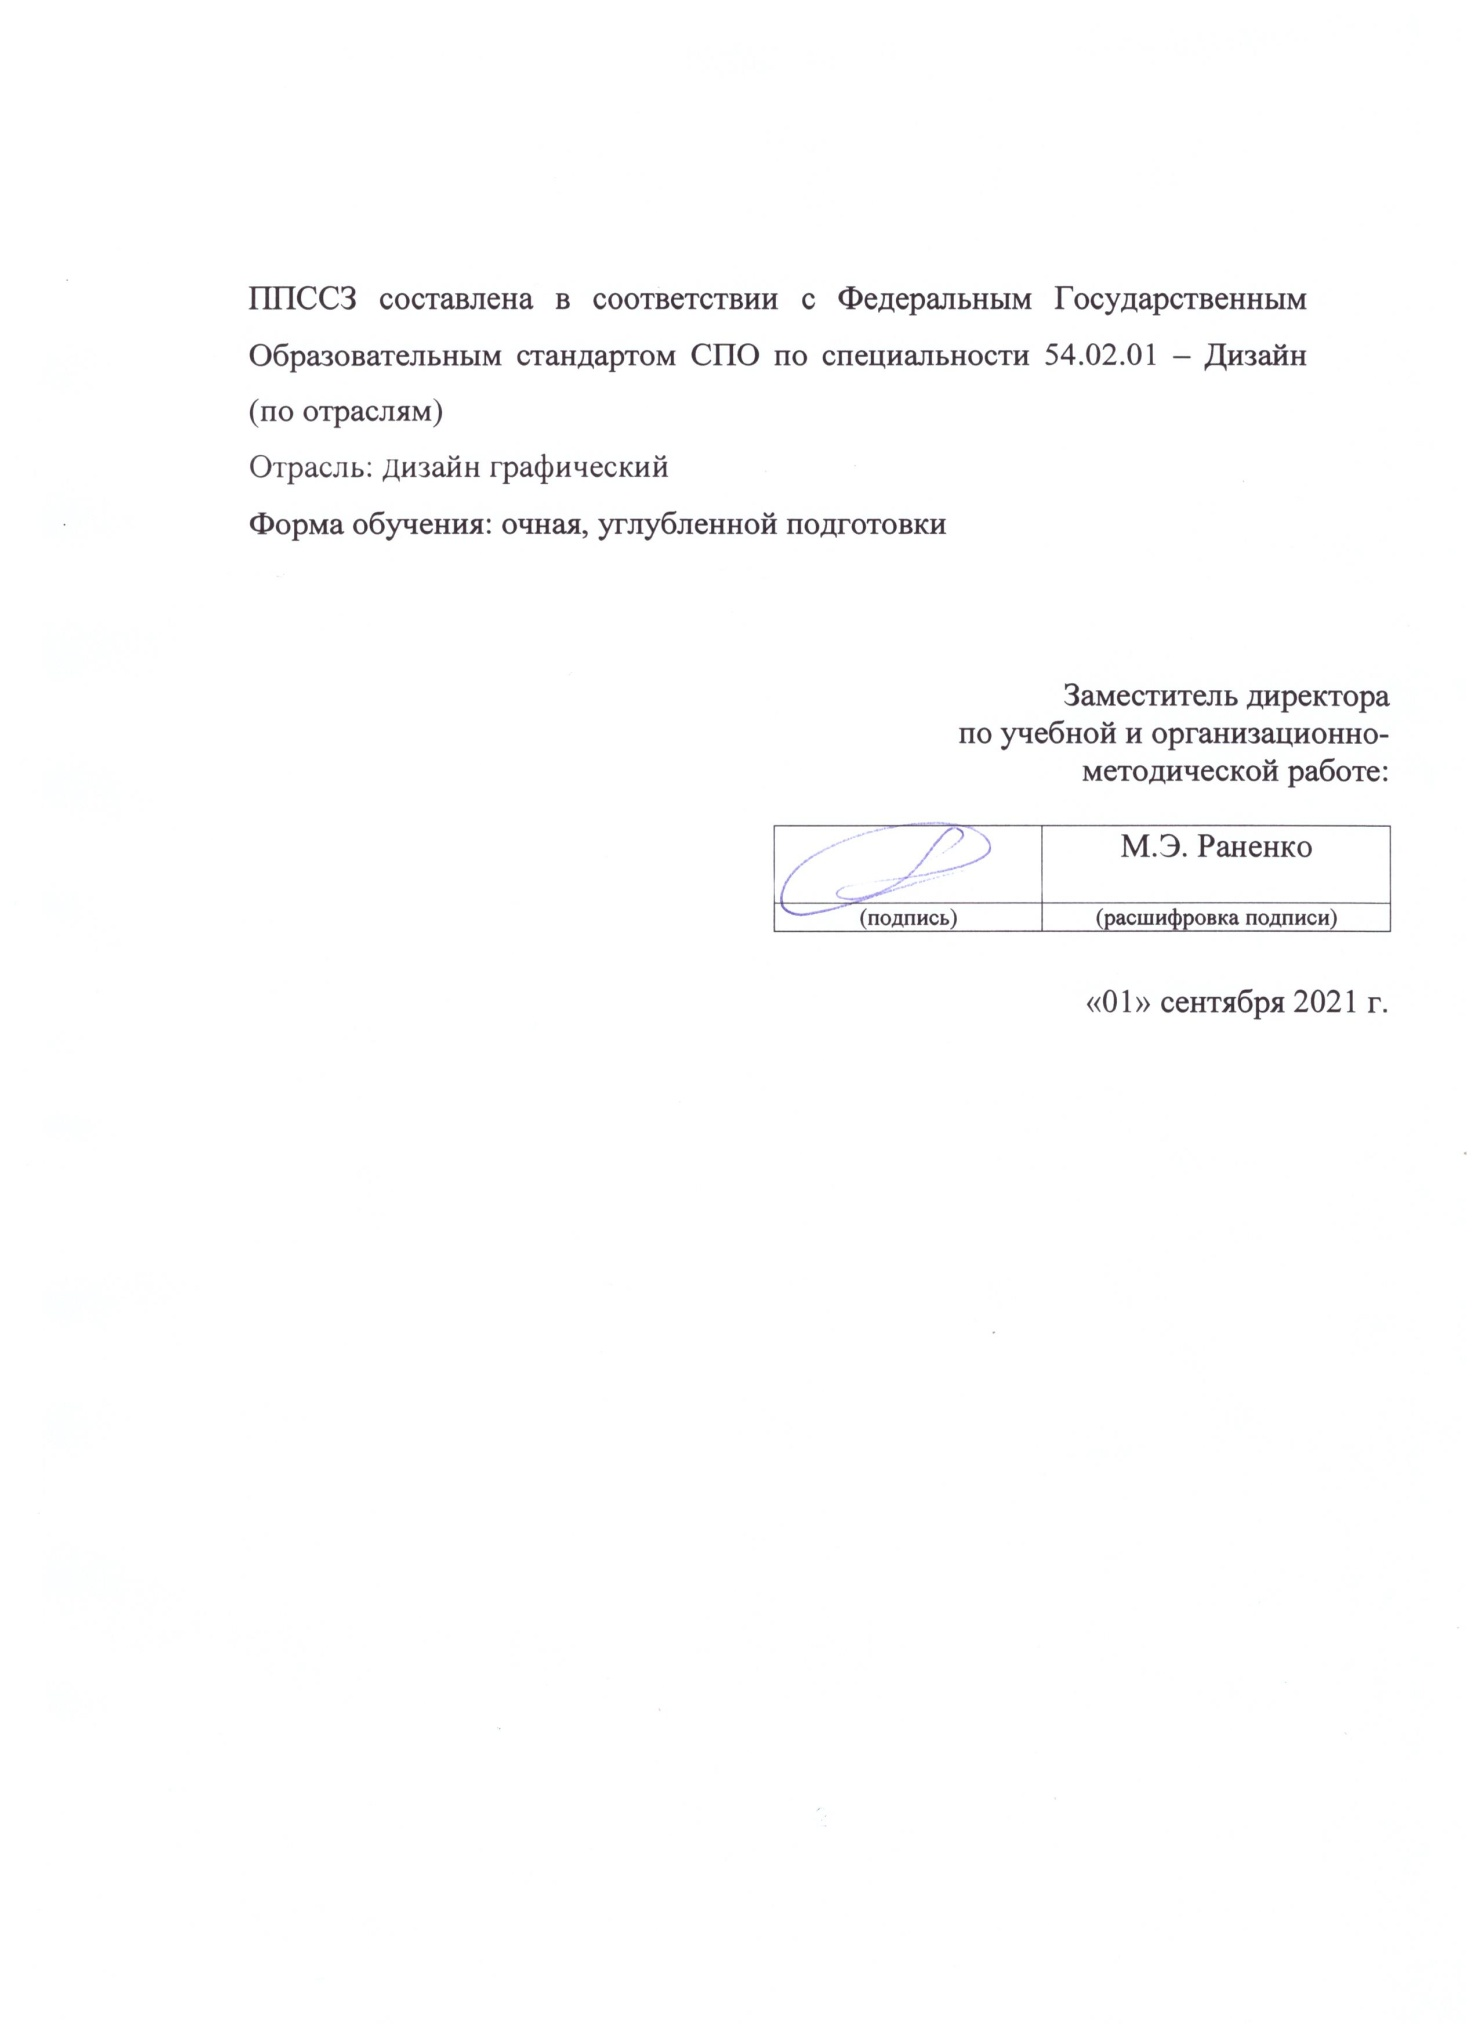 ППССЗ составлена в соответствии с Федеральным Государственным
Образовательным стандартом СПО по специальности 54.02.01 – Дизайн
(по отраслям)
Отрасль: Дизайн графический
Форма обучения: очная, углубленной подготовки
Заместитель директора
по учебной и организационно-
методической работе:
М.Э. Раненко
(подпись) (расшифровка подписи)
«01» сентября 2021 г.